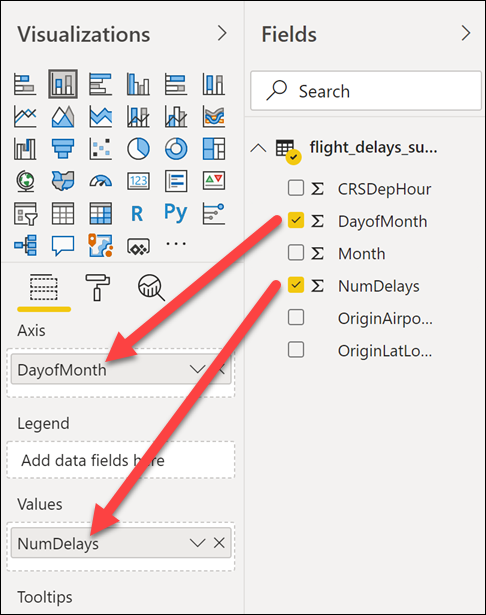 Visualizations
Fields
Search
flight_delays_su...
CRSDepHour
DayofMonth
Month
NumDelays
OriginAirpo...
OriginLatLo...
123
R
Py
Axis
DayofMonth
Legend
Add data fields here
Values
NumDelays
Tooltips